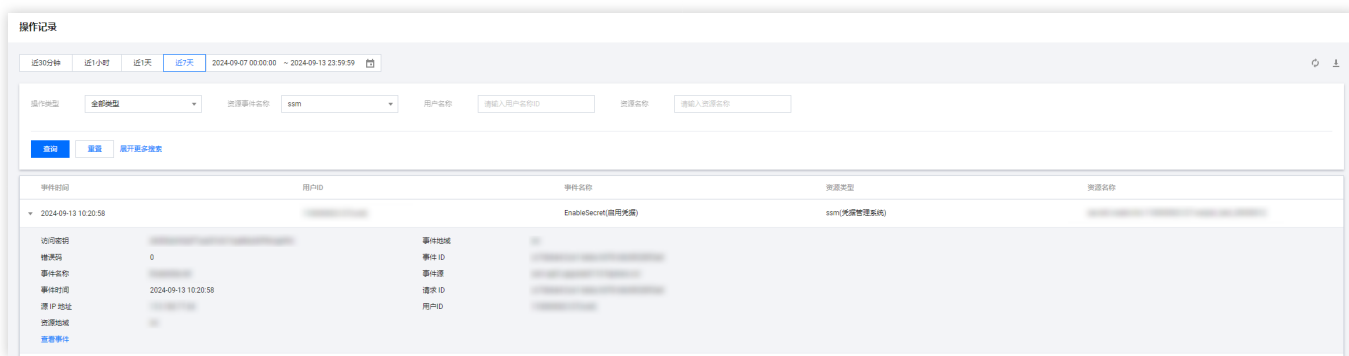 操作记录
近30分钟 近1小时 近1天 近7天 2024-09-07 00:00:00 ~ 2024-09-13 23:59:59
操作类型 全部类型 资源事件名称 ssm 用户名称 请输入用户名称ID 资源名称 请输入资源名称
查询 重置 展开更多搜索
事件时间 用户ID 事件名称 资源类型 资源名称
2024-09-13 10:20:58 EnableSecret(启用凭据) ssm(凭据管理系统)
访问密钥 事件地域
错误码 0 事件 ID
事件名称 事件源
事件时间 2024-09-13 10:20:58 请求 ID
源 IP 地址 用户ID
资源地域
查看事件